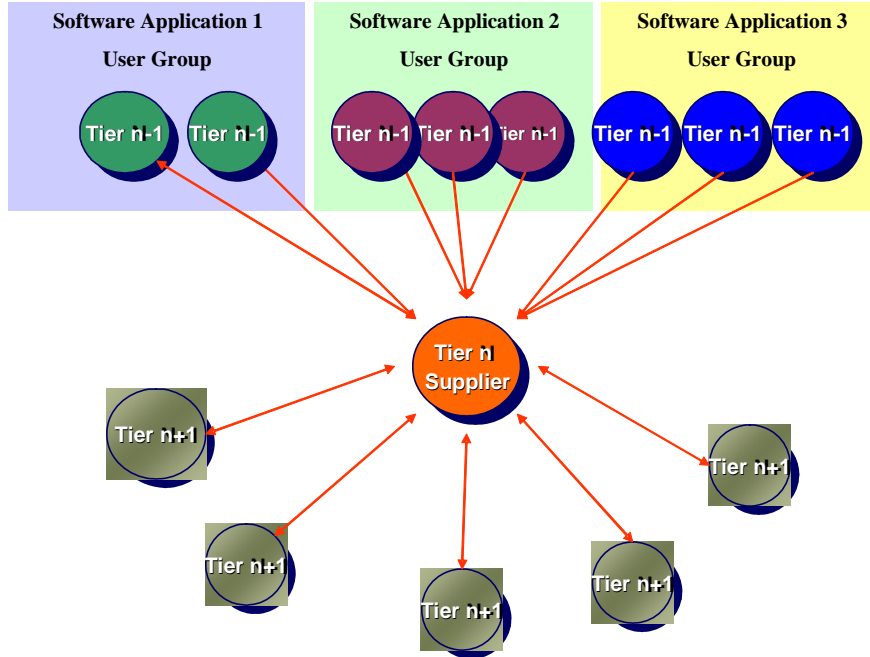 Software Application 1
User Group
Software Application 2
User Group
Software Application 3
User Group
Tier n-1
Tier n-1
Tier n-1
Tier n-1
Tier n-1
Tier n-1
Tier n-1
Tier n-1
Tier n
Supplier
Tier n+1
Tier n+1
Tier n+1
Tier n+1
Tier n+1